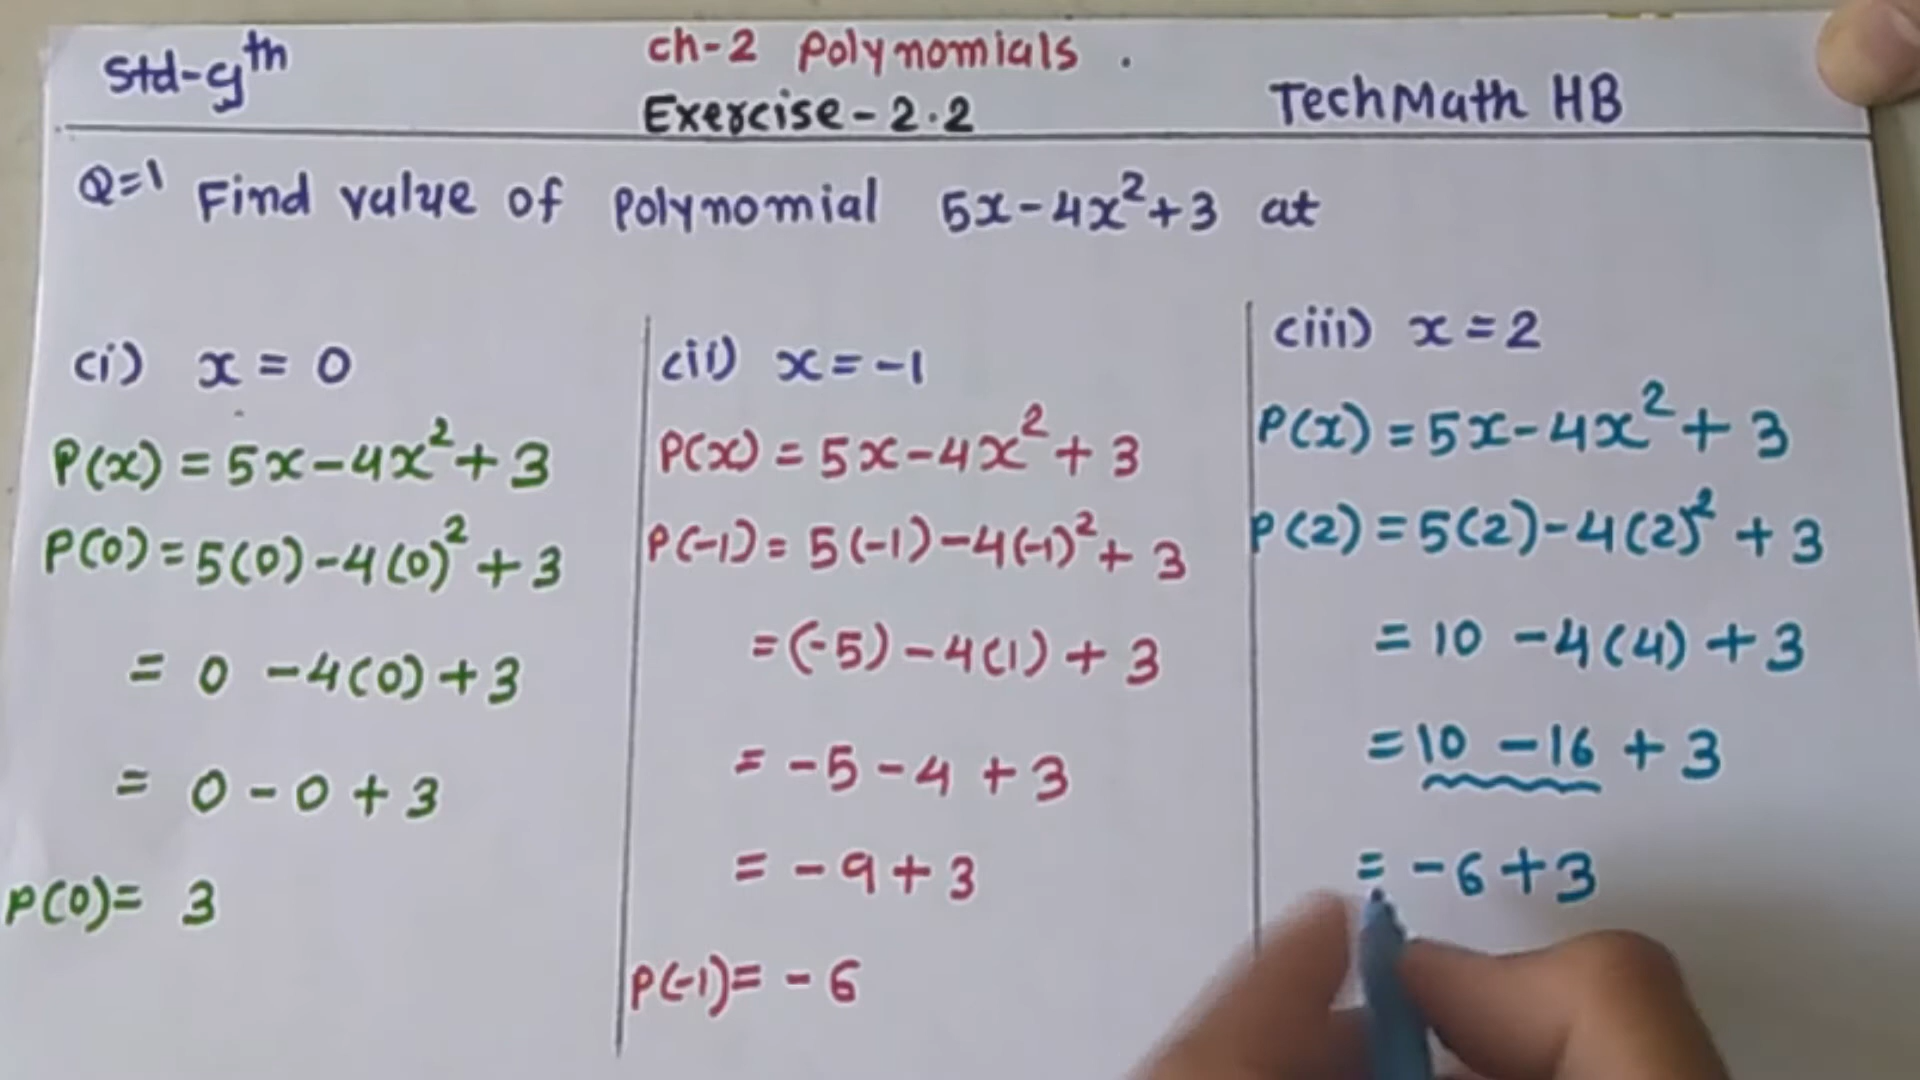 Std-9th
Ch-2 Polynomials .
Exercise-2.2
TechMath HB
Q=1 Find value of Polynomial 5x-4x²+3 at
(i) x = 0
P(x) = 5x-4x²+3
P(0) = 5(0)-4(0)²+3
= 0 -4(0)+3
= 0-0+3
P(0)= 3
(ii) x=-1
P(x) = 5x-4x²+3
P(-1) = 5(-1)-4(-1)²+3
=(-5)-4(1)+3
= -5-4+3
= -9+3
P(-1)= -6
(iii) x=2
P(x) = 5x-4x²+3
P(2) = 5(2)-4(2)²+3
= 10 -4(4)+3
= 10 -16 + 3
= -6+3